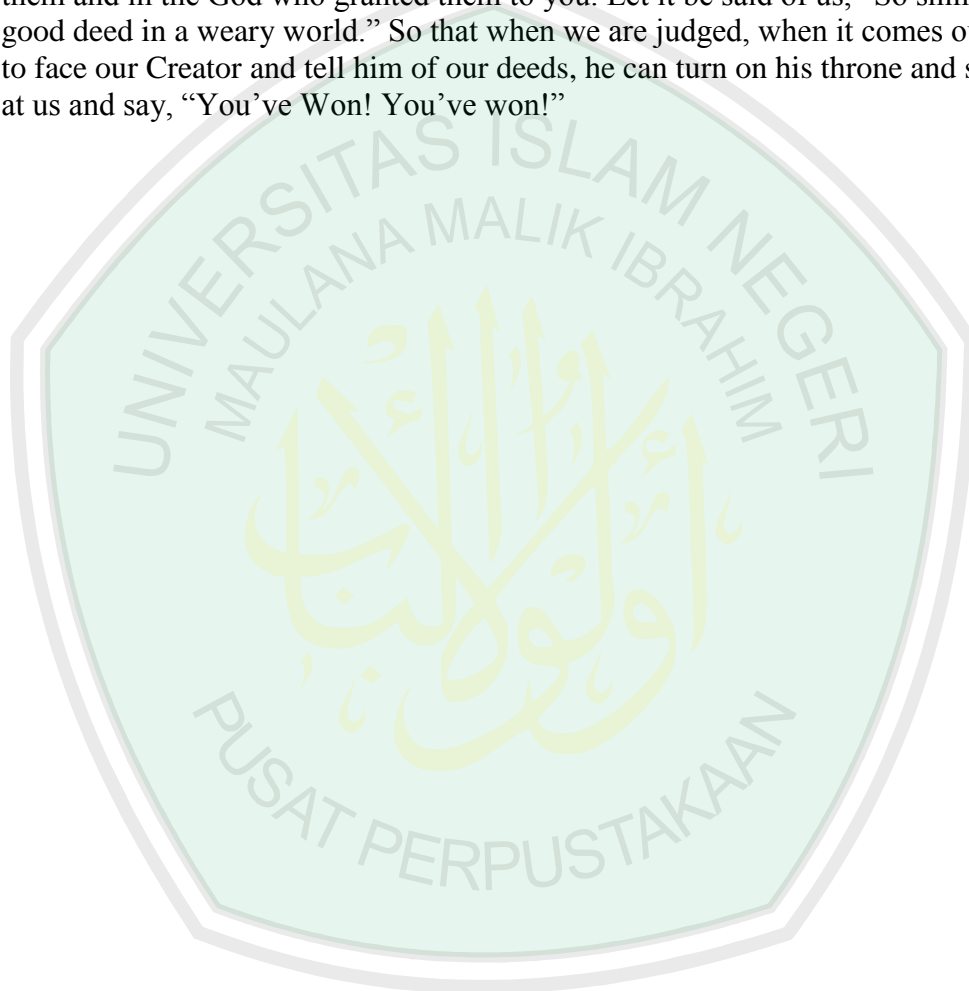 them and in the God who granted them to you. Let it be said of us, “So
good deed in a weary world.” So that when we are judged, when it comes
to face our Creator and tell him of our deeds, he can turn on his throne and
at us and say, “You’ve Won! You’ve won!”
UNIVERSITAS ISLAM NEGERI
MAULANA MALIK IBRAHIM
PUSAT PERPUSTAKAAN